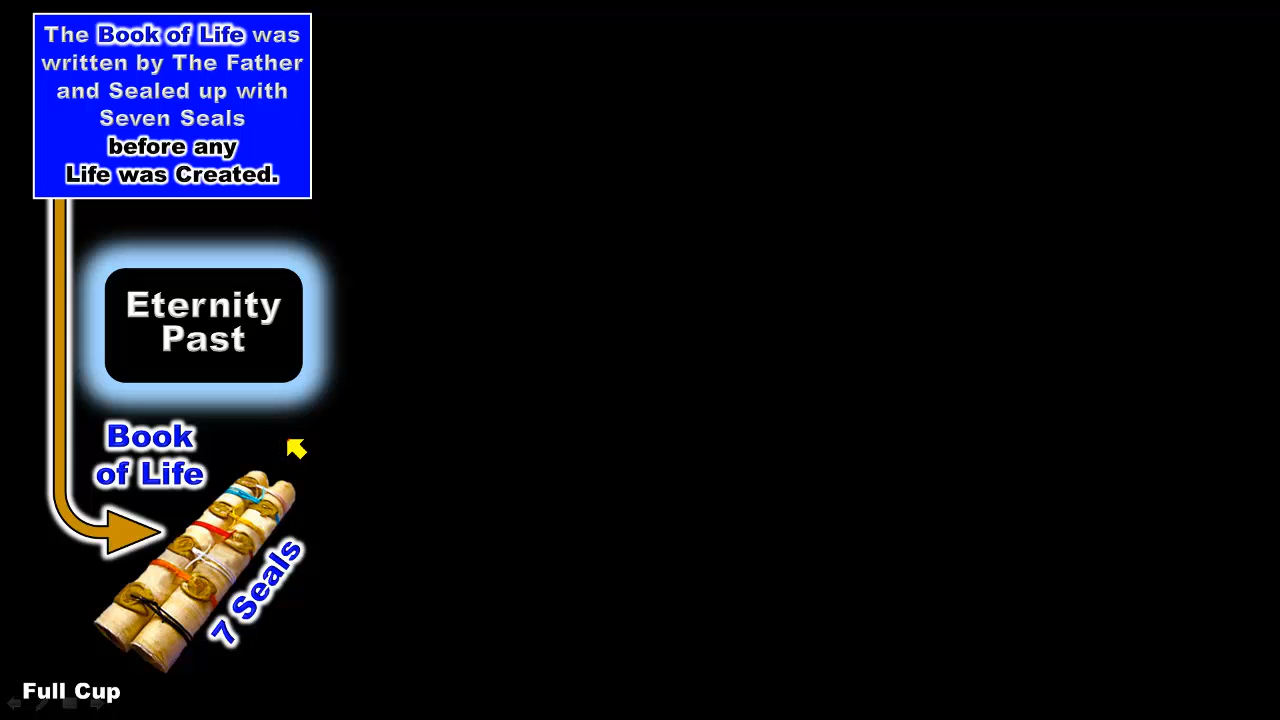 The Book of Life was
written by The Father
and Sealed up with
Seven Seals
before any
Life was Created.
Eternity
Past
Book
of Life
7 Seals
Full Cup